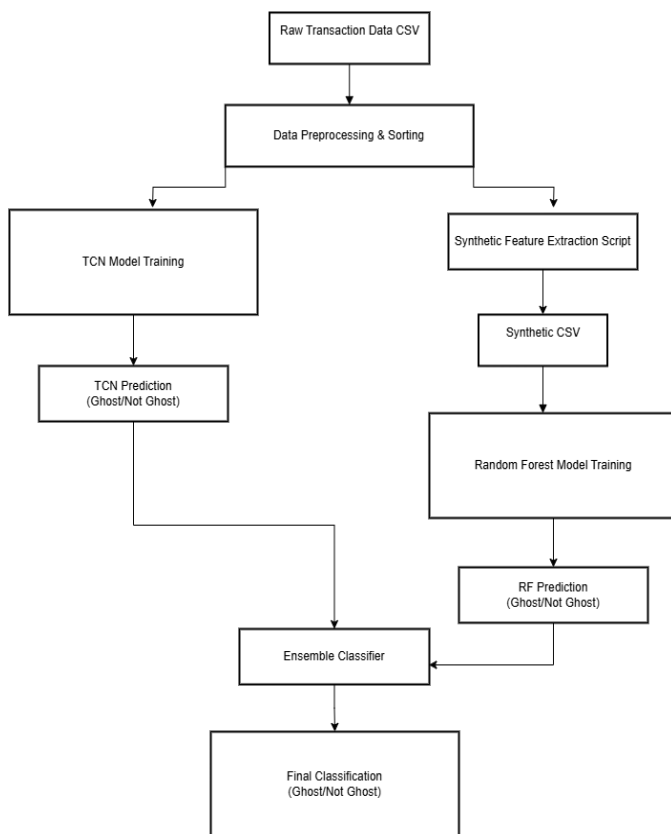 Raw Transaction Data CSV
Data Preprocessing & Sorting
TCN Model Training
Synthetic Feature Extraction Script
Synthetic CSV
TCN Prediction
(Ghost/Not Ghost)
Random Forest Model Training
RF Prediction
(Ghost/Not Ghost)
Ensemble Classifier
Final Classification
(Ghost/Not Ghost)